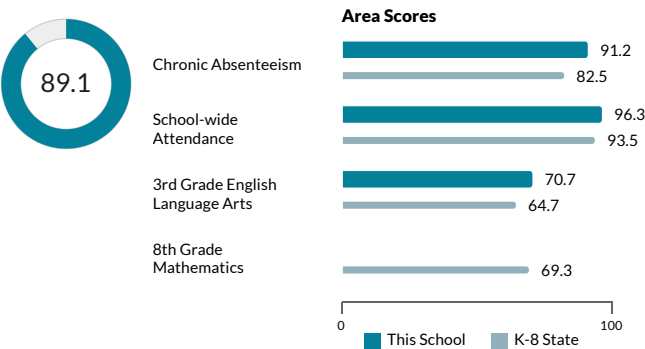 Area Scores
89.1
Chronic Absenteeism
91.2
82.5
School-wide
Attendance
96.3
93.5
3rd Grade English
Language Arts
70.7
64.7
8th Grade
Mathematics
69.3
0
100
This School
K-8 State